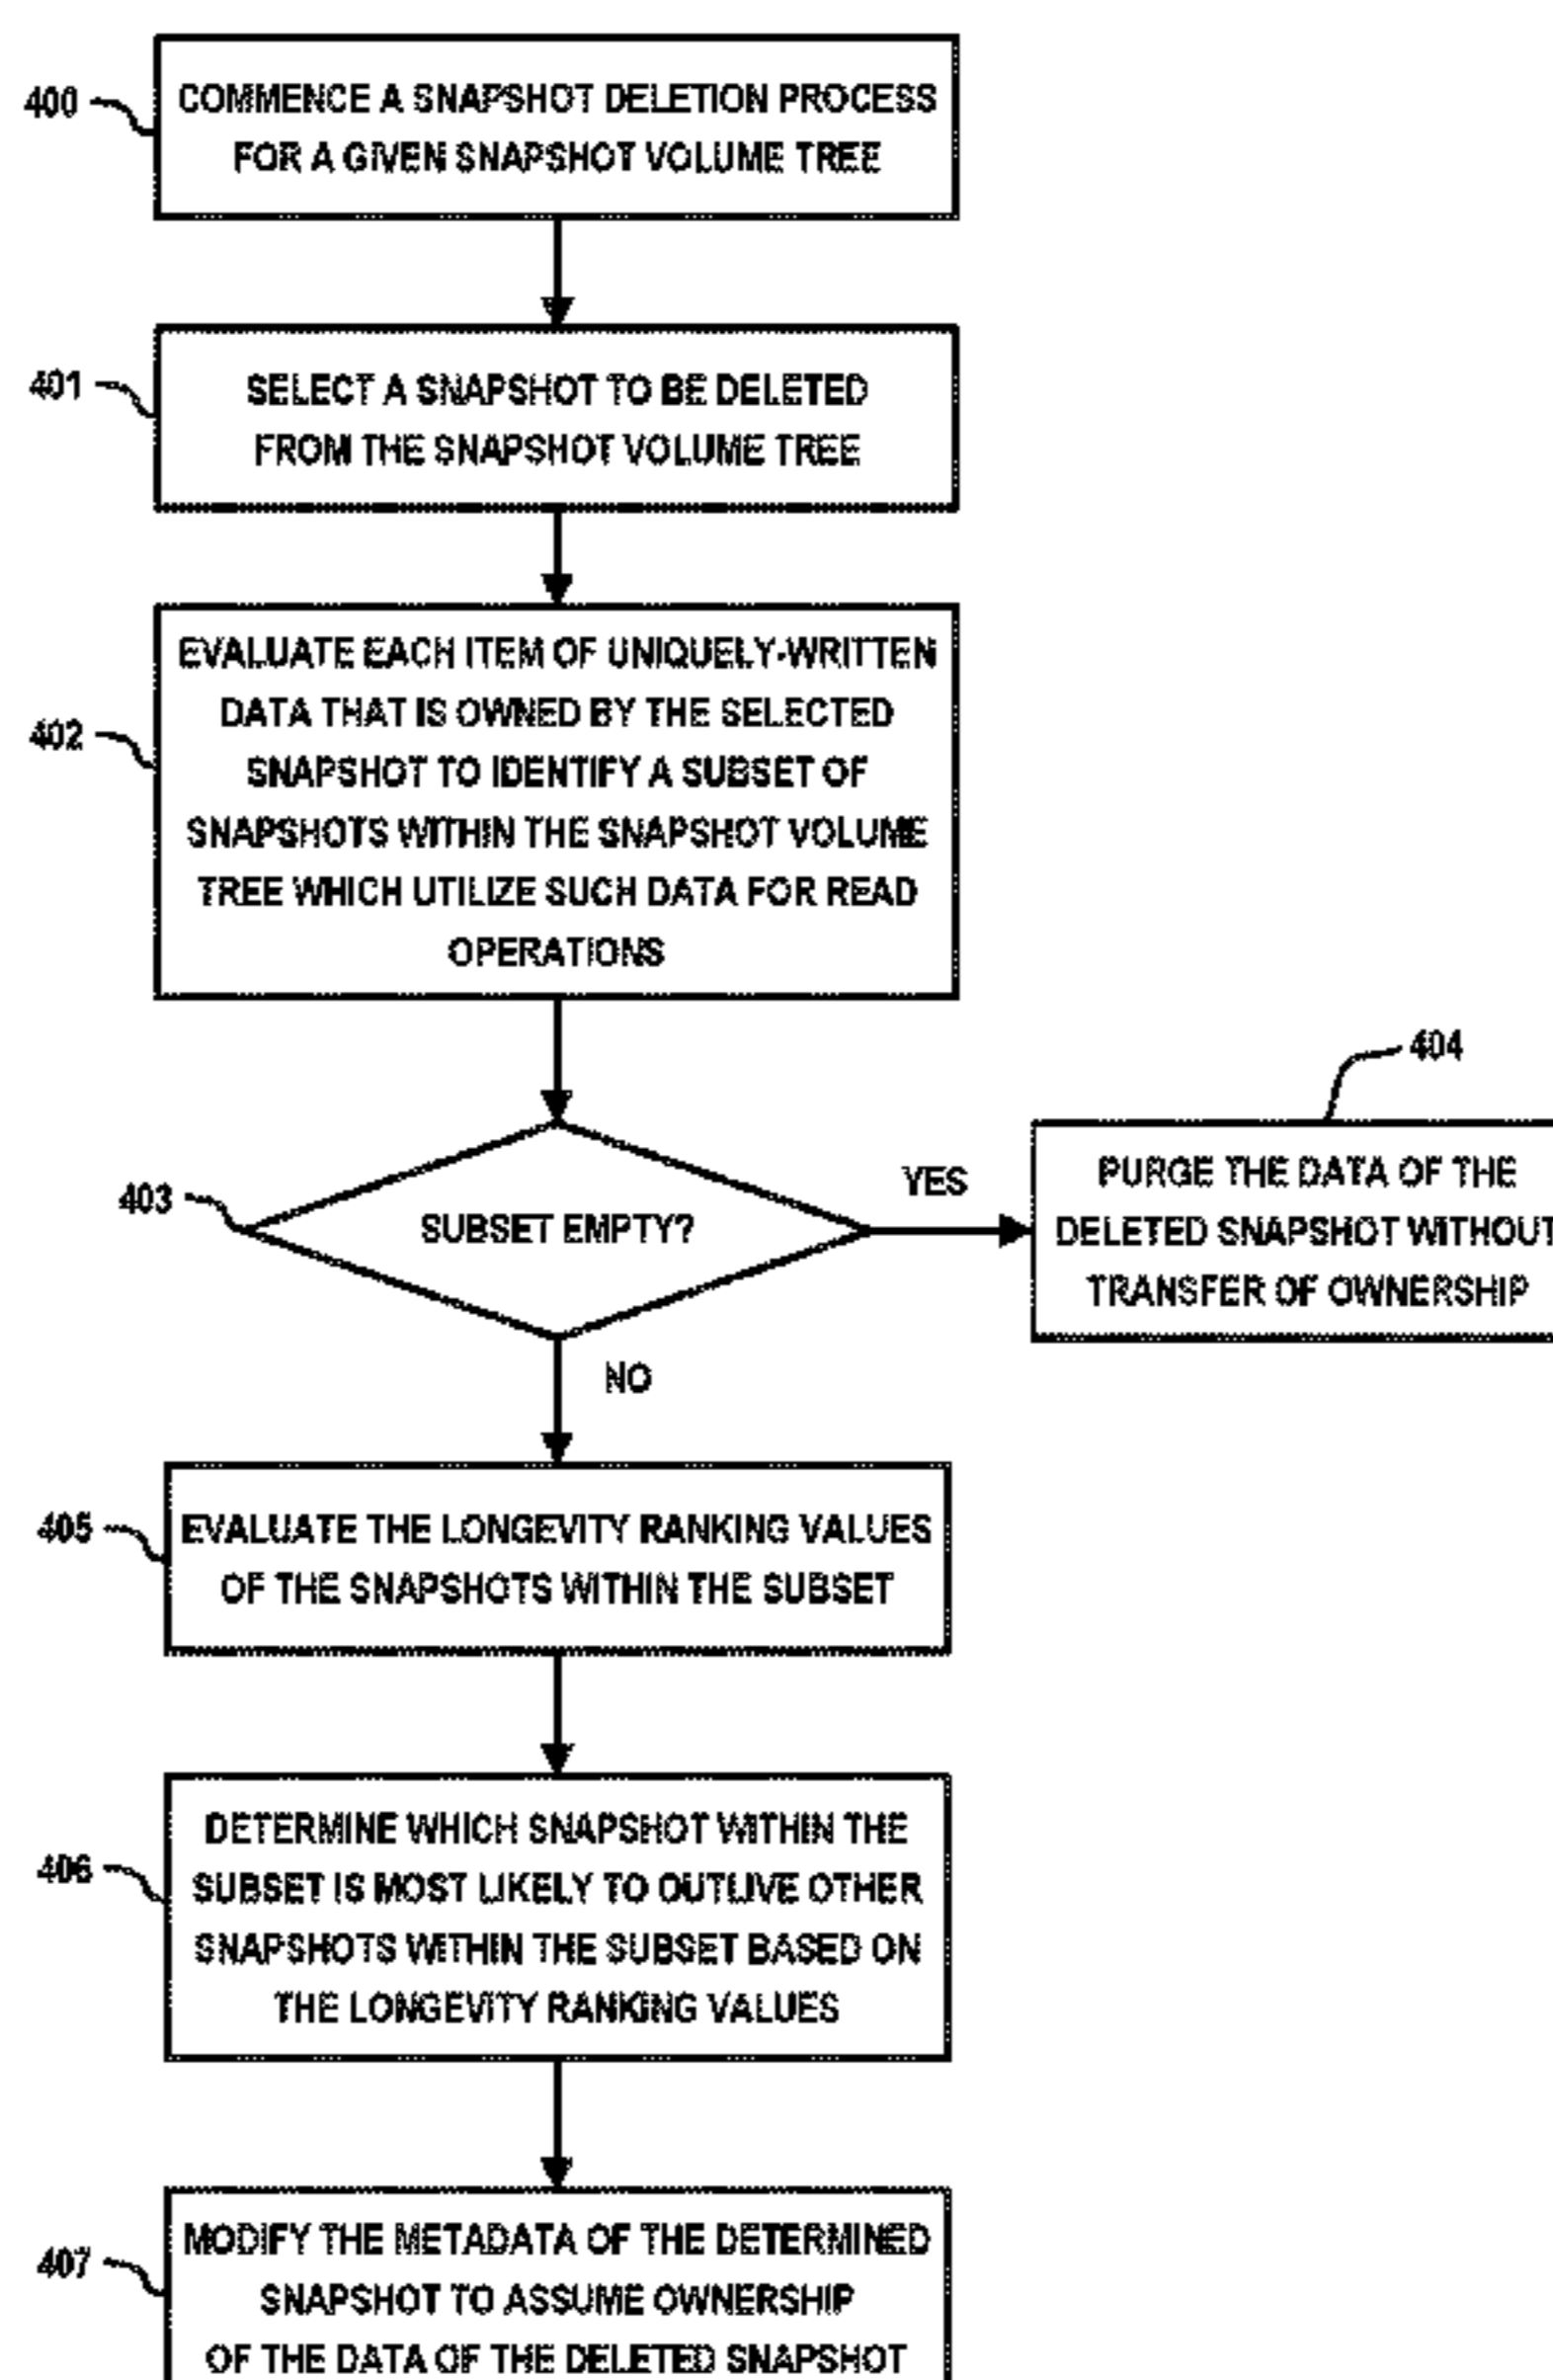 400
COMMENCE A SNAPSHOT DELETION PROCESS
FOR A GIVEN SNAPSHOT VOLUME TREE
401
SELECT A SNAPSHOT TO BE DELETED
FROM THE SNAPSHOT VOLUME TREE
402
EVALUATE EACH ITEM OF UNIQUELY-WRITTEN
DATA THAT IS OWNED BY THE SELECTED
SNAPSHOT TO IDENTIFY A SUBSET OF
SNAPSHOTS WITHIN THE SNAPSHOT VOLUME
TREE WHICH UTILIZE SUCH DATA FOR READ
OPERATIONS
403
SUBSET EMPTY?
YES
404
PURGE THE DATA OF THE
DELETED SNAPSHOT WITHOUT
TRANSFER OF OWNERSHIP
NO
405
EVALUATE THE LONGEVITY RANKING VALUES
OF THE SNAPSHOTS WITHIN THE SUBSET
406
DETERMINE WHICH SNAPSHOT WITHIN THE
SUBSET IS MOST LIKELY TO OUTLIVE OTHER
SNAPSHOTS WITHIN THE SUBSET BASED ON
THE LONGEVITY RANKING VALUES
407
MODIFY THE METADATA OF THE DETERMINED
SNAPSHOT TO ASSUME OWNERSHIP
OF THE DATA OF THE DELETED SNAPSHOT